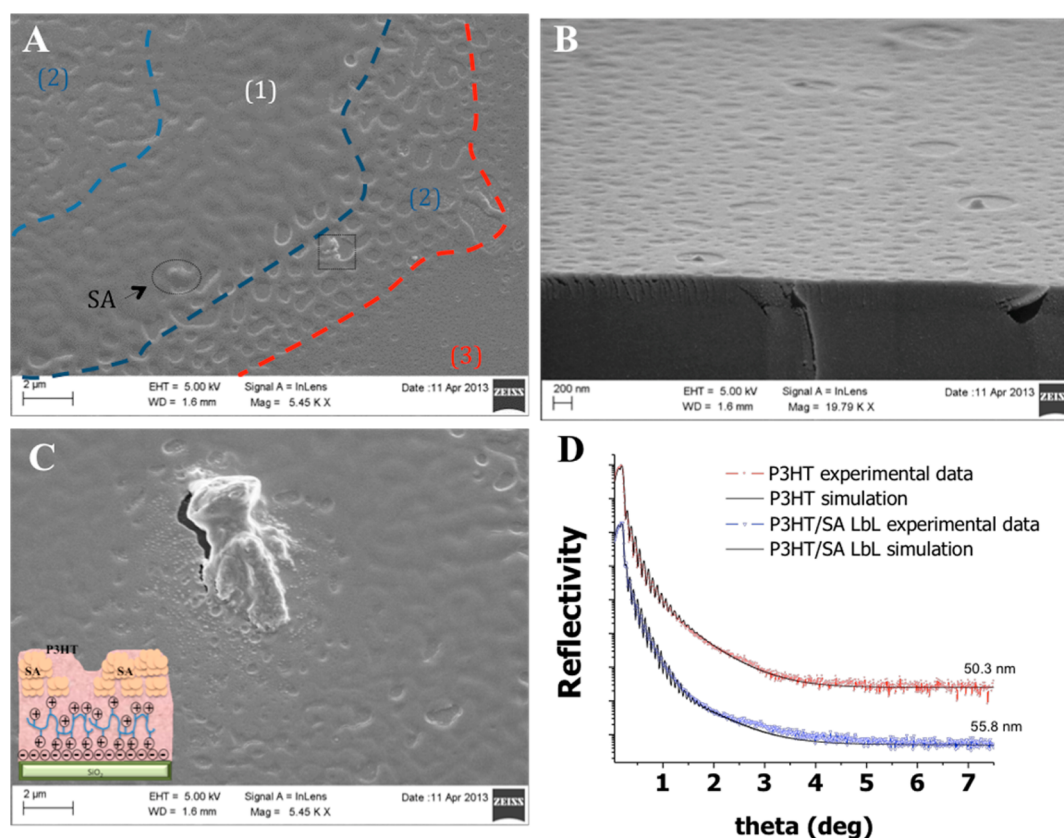 A
(2)
(1)
(2)
SA
(3)
2 μm
EHT = 5.00 kV
WD = 1.6 mm
Signal A = InLens
Mag = 5.45 K X
Date :11 Apr 2013
ZEISS
B
200 nm
EHT = 5.00 kV
WD = 1.6 mm
Signal A = InLens
Mag = 19.79 K X
Date :11 Apr 2013
ZEISS
C
P3HT
SA
SA
SiO2
2 μm
EHT = 5.00 kV
WD = 1.6 mm
Signal A = InLens
Mag = 5.45 K X
Date :11 Apr 2013
ZEISS
D
P3HT experimental data
P3HT simulation
P3HT/SA LbL experimental data
P3HT/SA LbL simulation
Reflectivity
50.3 nm
55.8 nm
1 2 3 4 5 6 7
theta (deg)